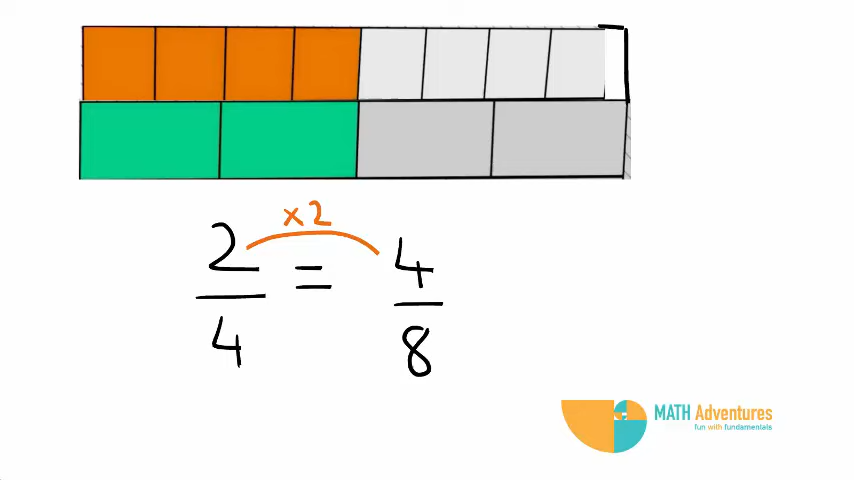 ×2
2/4 = 4/8
MATH Adventures
fun with fundamentals